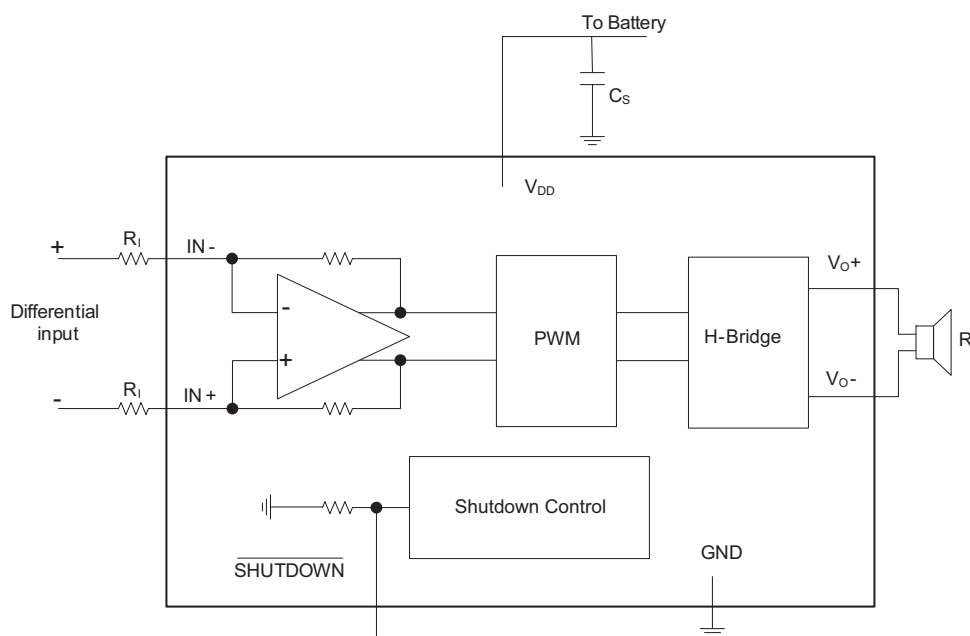 To Battery
C_S
V_DD
+
R_I
IN -
Differential
input
-
R_I
IN +
-
+
PWM
H-Bridge
V_O+
V_O-
R
Shutdown Control
SHUTDOWN
GND